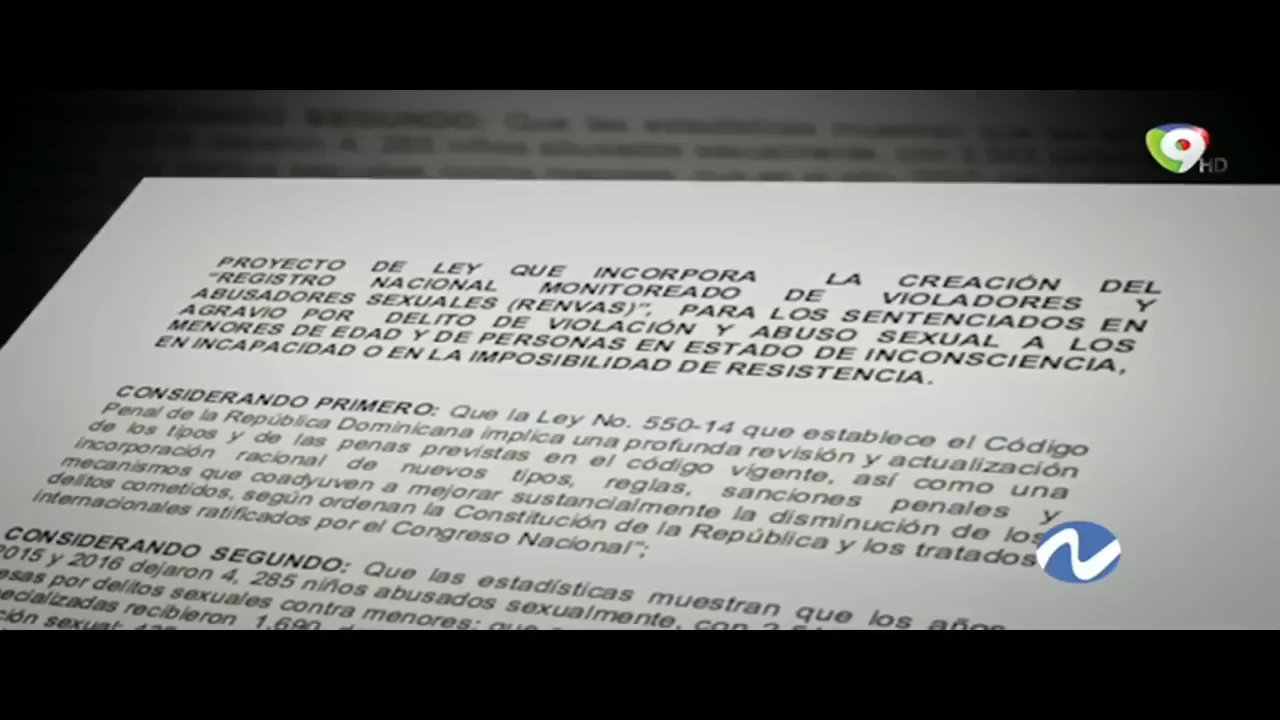 9 HD
PROYECTO DE LEY QUE INCORPORA LA CREACIÓN DEL
"REGISTRO NACIONAL MONITOREADO DE VIOLADORES Y
ABUSADORES SEXUALES (RENVAS)", PARA LOS SENTENCIADOS EN
AGRAVIO POR DELITO DE VIOLACIÓN Y ABUSO SEXUAL A LOS
MENORES DE EDAD Y DE PERSONAS EN ESTADO DE INCONSCIENCIA,
EN INCAPACIDAD O EN LA IMPOSIBILIDAD DE RESISTENCIA.
CONSIDERANDO PRIMERO: Que la Ley No. 550-14 que establece el Código
Penal de la República Dominicana implica una profunda revisión y actualización
de los tipos y de las penas previstas en el código vigente, así como una
incorporación racional de nuevos tipos, reglas, sanciones penales y
mecanismos que coadyuven a mejorar sustancialmente la disminución de los
delitos cometidos, según ordenan la Constitución de la República y los tratados
internacionales ratificados por el Congreso Nacional";
CONSIDERANDO SEGUNDO: Que las estadísticas muestran que los años
2015 y 2016 dejaron 4, 285 niños abusados sexualmente, con
por delitos sexuales contra menores; que
recibieron 1,690
sexual;